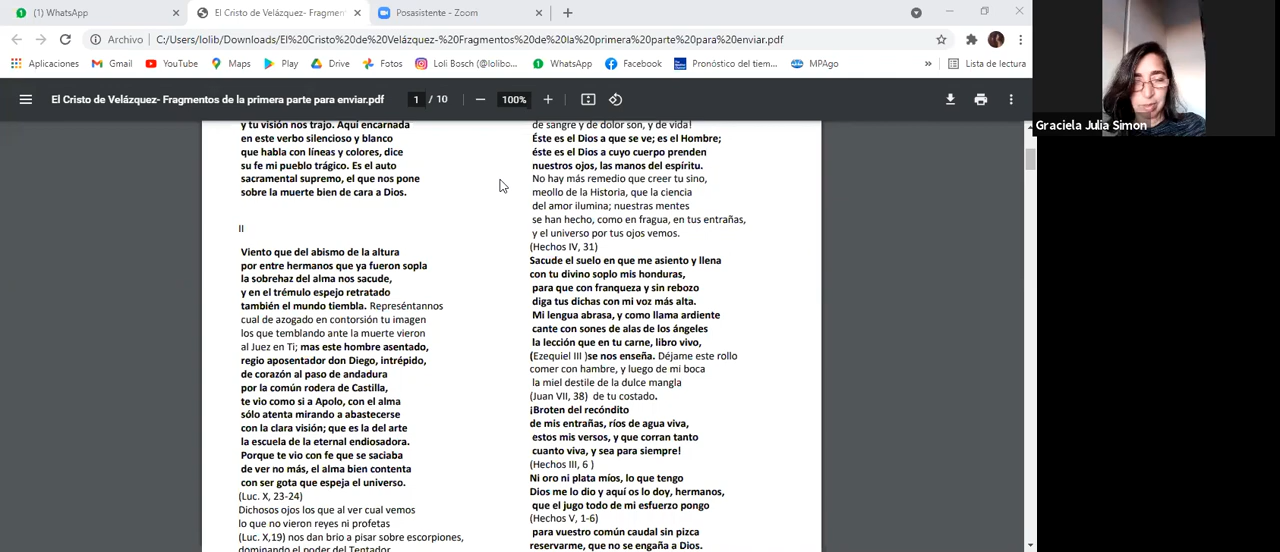 (1) WhatsApp
El Cristo de Velázquez- Fragment
Posasistente - Zoom
Archivo
C:/Users/lolib/Downloads/El%20Cristo%20de%20Velázquez-%20Fragmentos%20de%20la%20primera%20parte%20para%20enviar.pdf
Aplicaciones
Gmail
YouTube
Maps
Play
Drive
Fotos
Loli Bosch (@lolibo...
WhatsApp
Facebook
Pronóstico del tiem...
MPAgo
»
Lista de lectura
El Cristo de Velázquez- Fragmentos de la primera parte para enviar.pdf
1 / 10
100%
Graciela Julia Simon
y tu visión nos trajo. Aquí encarnada
en este verbo silencioso y blanco
que habla con líneas y colores, dice
su fe mi pueblo trágico. Es el auto
sacramental supremo, el que nos pone
sobre la muerte bien de cara a Dios.
II
Viento que del abismo de la altura
por entre hermanos que ya fueron sopla
la sobrehaz del alma nos sacude,
y en el trémulo espejo retratado
también el mundo tiembla. Represéntannos
cual de azogado en contorsión tu imagen
los que temblando ante la muerte vieron
al Juez en Ti; mas este hombre asentado,
regio aposentador don Diego, intrépido,
de corazón al paso de andadura
por la común rodera de Castilla,
te vio como si a Apolo, con el alma
sólo atenta mirando a abastecerse
con la clara visión; que es la del arte
la escuela de la eternal endiosadora.
Porque te vio con fe que se saciaba
de ver no más, el alma bien contenta
con ser gota que espeja el universo.
(Luc. X, 23-24)
Dichosos ojos los que al ver cual vemos
lo que no vieron reyes ni profetas
(Luc. X,19) nos dan brio a pisar sobre escorpiones,
dominando el poder del Tentador
de sangre y de dolor son, y de vida!
Éste es el Dios a que se ve; es el Hombre;
éste es el Dios a cuyo cuerpo prenden
nuestros ojos, las manos del espíritu.
No hay más remedio que creer tu sino,
meollo de la Historia, que la ciencia
del amor ilumina; nuestras mentes
se han hecho, como en fragua, en tus entrañas,
y el universo por tus ojos vemos.
(Hechos IV, 31)
Sacude el suelo en que me asiento y llena
con tu divino soplo mis honduras,
para que con franqueza y sin rebozo
diga tus dichas con mi voz más alta.
Mi lengua abrasa, y como llama ardiente
cante con sones de alas de los ángeles
la lección que en tu carne, libro vivo,
(Ezequiel III )se nos enseña. Déjame este rollo
comer con hambre, y luego de mi boca
la miel destile de la dulce mangla
(Juan VII, 38) de tu costado.
¡Broten del recóndito
de mis entrañas, ríos de agua viva,
estos mis versos, y que corran tanto
cuanto viva, y sea para siempre!
(Hechos III, 6 )
Ni oro ni plata míos, lo que tengo
Dios me lo dio y aquí os lo doy, hermanos,
que el jugo todo de mi esfuerzo pongo
(Hechos V, 1-6)
para vuestro común caudal sin pizca
reservarme, que no se engaña a Dios.